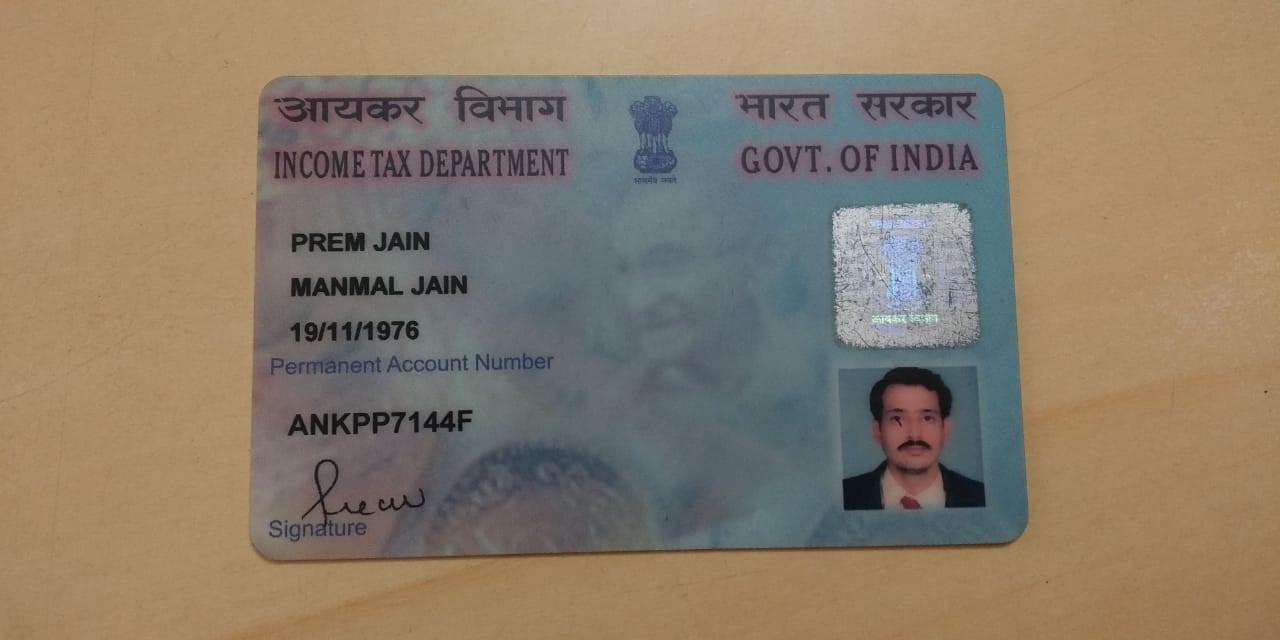 आयकर विभाग
INCOME TAX DEPARTMENT
भारत सरकार
GOVT. OF INDIA
सत्यमेव जयते
PREM JAIN
MANMAL JAIN
19/11/1976
Permanent Account Number
ANKPP7144F
Prem
Signature
आयकर विभाग